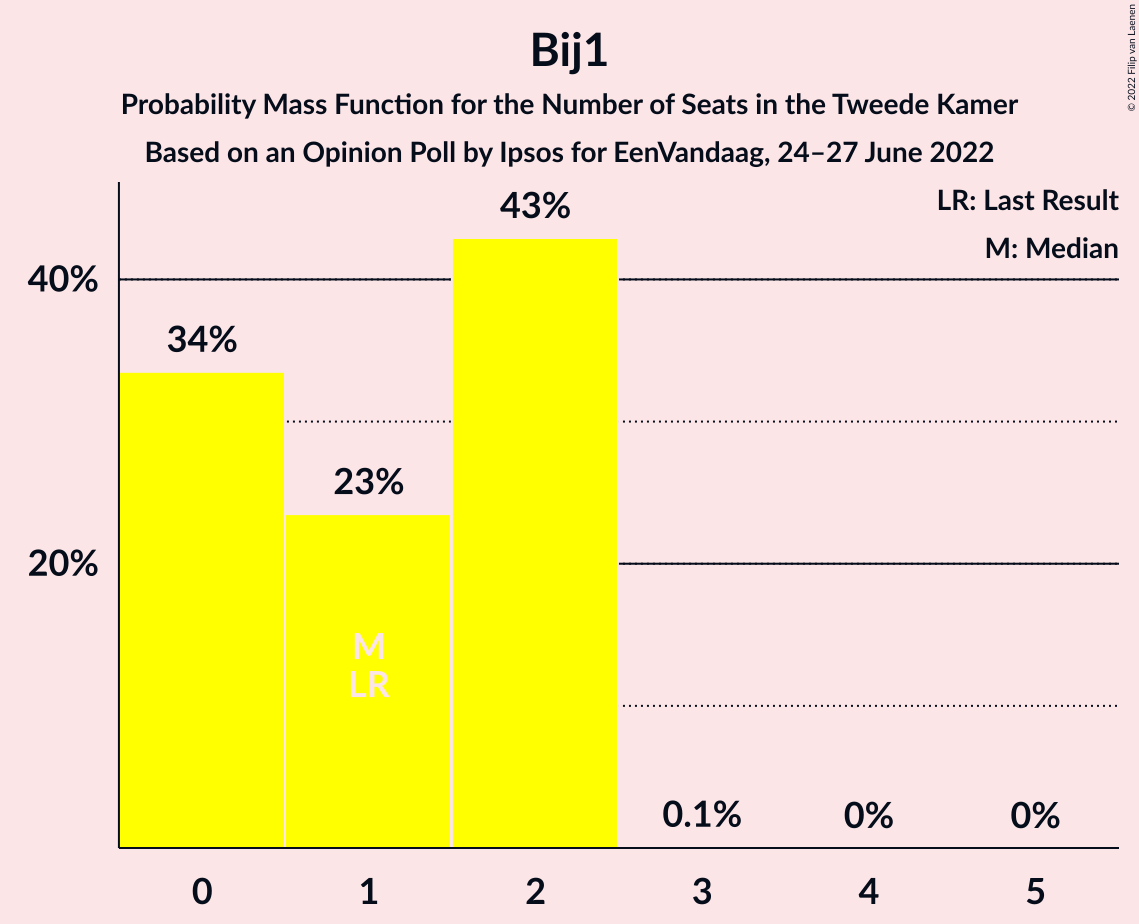 Bij1
Probability Mass Function for the Number of Seats in the Tweede Kamer
Based on an Opinion Poll by Ipsos for EenVandaag, 24–27 June 2022
© 2022 Filip van Laenen
LR: Last Result
M: Median
43%
40%
34%
23%
20%
M
LR
0.1%
0%
0%
0
1
2
3
4
5